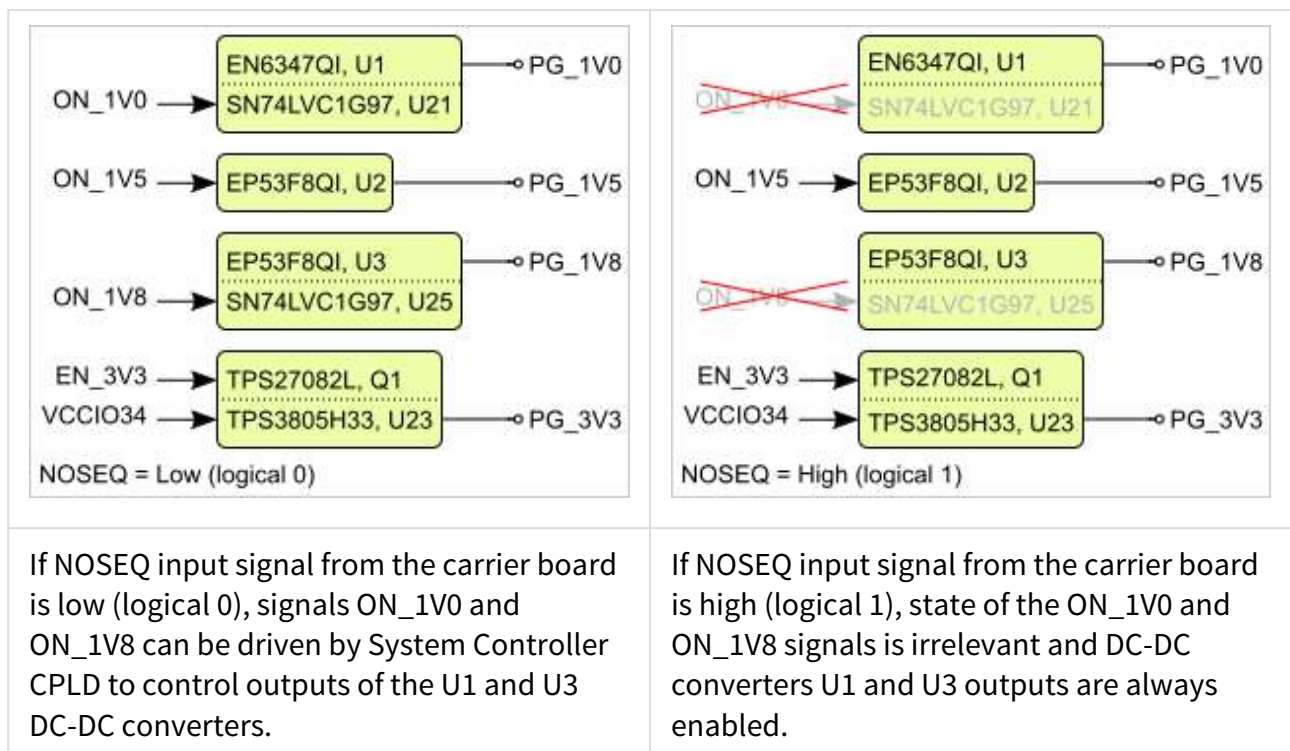 EN6347QI, U1
PG_1V0
ON_1V0
SN74LVC1G97, U21
ON_1V5
EP53F8QI, U2
PG_1V5
EP53F8QI, U3
PG_1V8
ON_1V8
SN74LVC1G97, U25
EN_3V3
TPS27082L, Q1
VCCIO34
TPS3805H33, U23
PG_3V3
NOSEQ = Low (logical 0)
EN6347QI, U1
PG_1V0
ON_1V0
SN74LVC1G97, U21
ON_1V5
EP53F8QI, U2
PG_1V5
EP53F8QI, U3
PG_1V8
ON_1V8
SN74LVC1G97, U25
EN_3V3
TPS27082L, Q1
VCCIO34
TPS3805H33, U23
PG_3V3
NOSEQ = High (logical 1)
If NOSEQ input signal from the carrier board
is low (logical 0), signals ON_1V0 and
ON_1V8 can be driven by System Controller
CPLD to control outputs of the U1 and U3
DC-DC converters.
If NOSEQ input signal from the carrier board
is high (logical 1), state of the ON_1V0 and
ON_1V8 signals is irrelevant and DC-DC
converters U1 and U3 outputs are always
enabled.